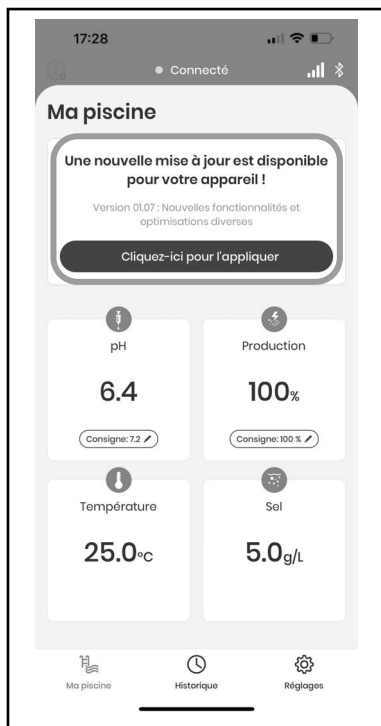 17:28
Connecté
Ma piscine
Une nouvelle mise à jour est disponible
pour votre appareil !
Version 01.07 : Nouvelles fonctionnalités et
optimisations diverses
Cliquez-ici pour l'appliquer
pH
Production
6.4
100%
Consigne: 7.2
Consigne: 100 %
Température
Sel
25.0°C
5.0g/L
Ma piscine
Historique
Réglages